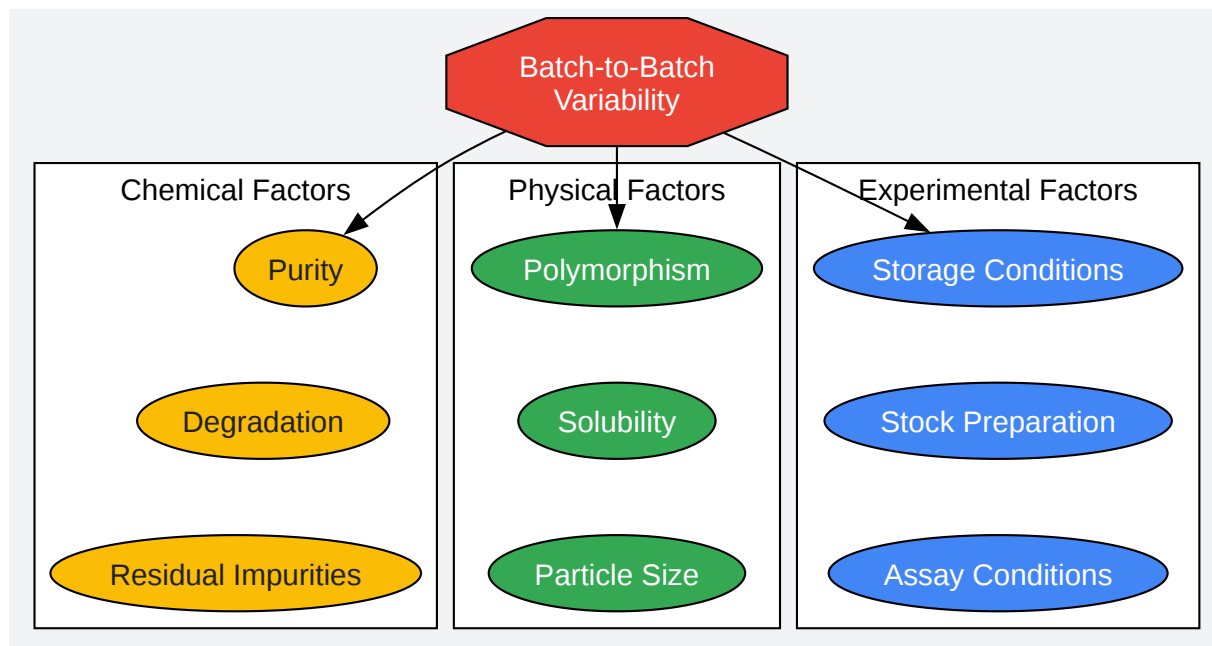 Batch-to-Batch
Variability
Chemical Factors
Physical Factors
Experimental Factors
Purity
Polymorphism
Storage Conditions
Degradation
Solubility
Stock Preparation
Residual Impurities
Particle Size
Assay Conditions